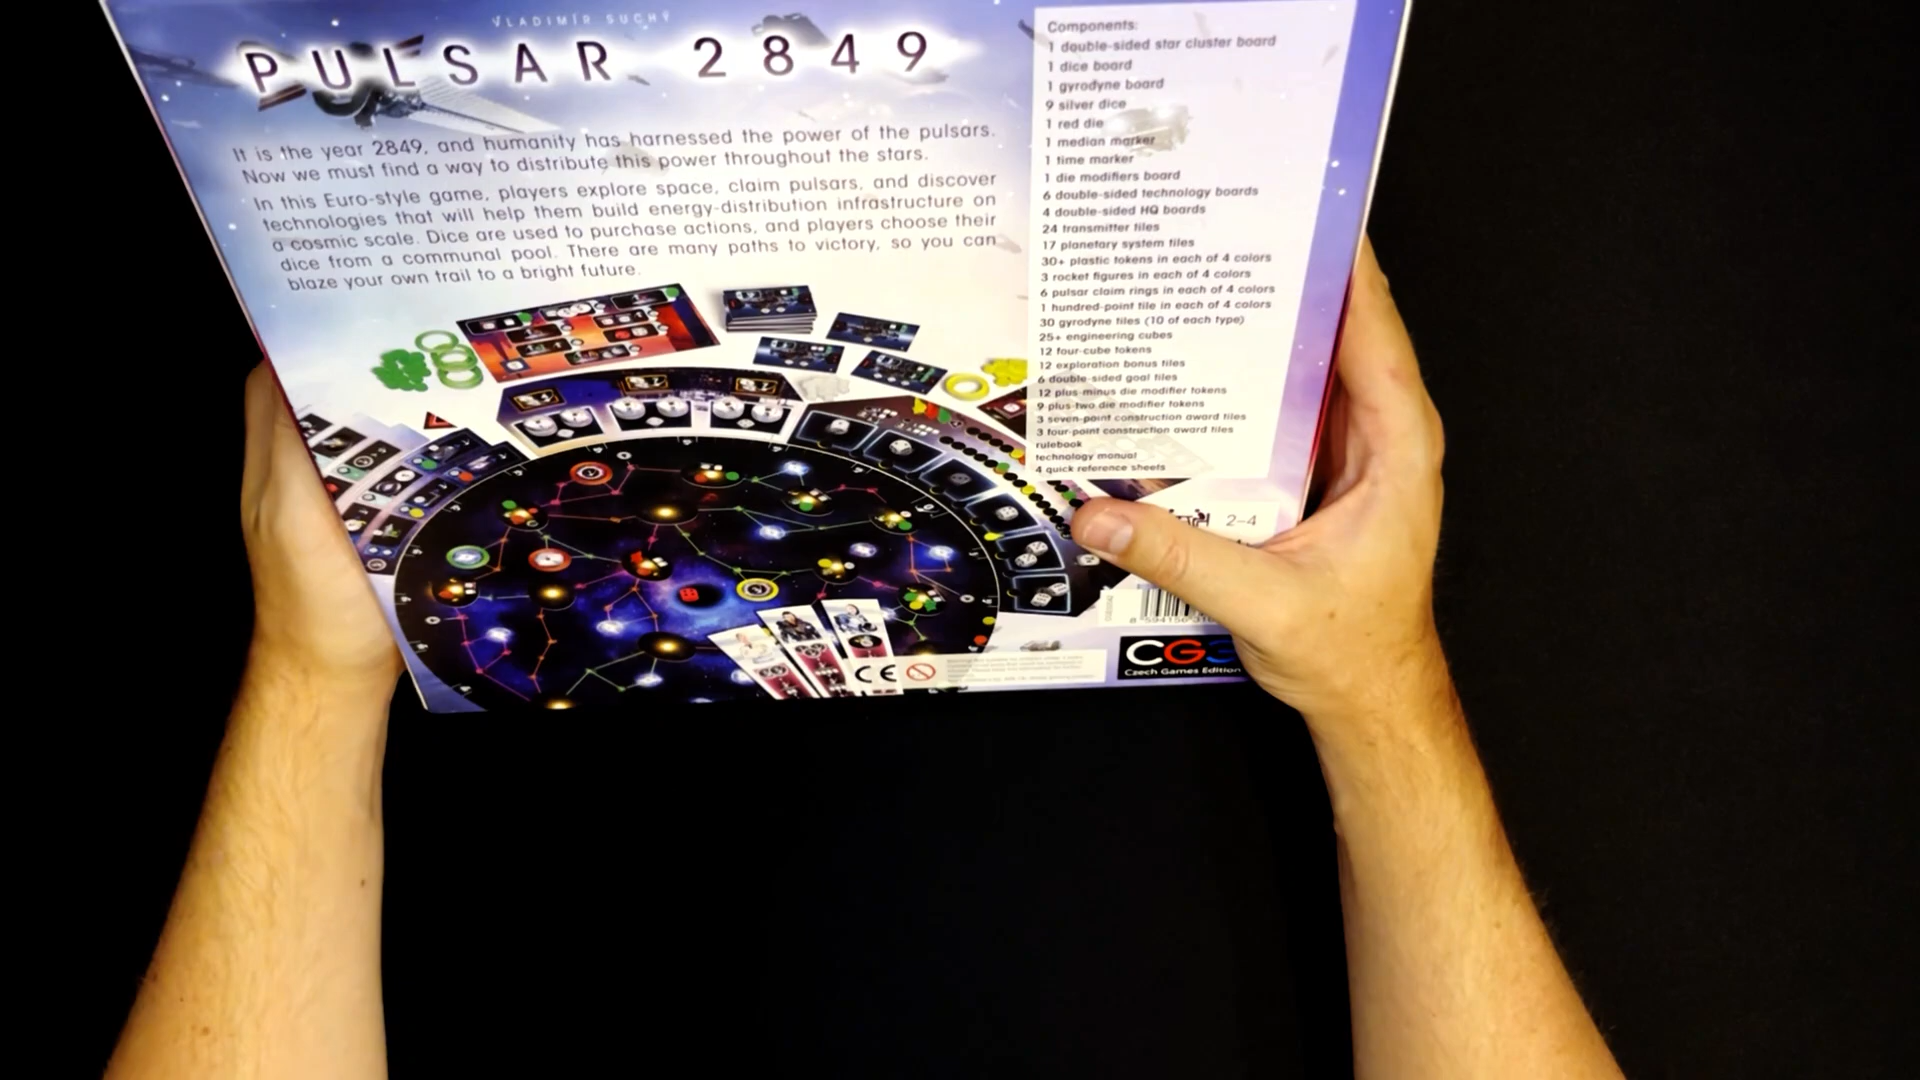 VLADIMÍR SUCHÝ
PULSAR 2849
It is the year 2849, and humanity has harnessed the power of the pulsars.
Now we must find a way to distribute this power throughout the stars.
In this Euro-style game, players explore space, claim pulsars, and discover
technologies that will help them build energy-distribution infrastructure on
a cosmic scale. Dice are used to purchase actions, and players choose their
dice from a communal pool. There are many paths to victory, so you can
blaze your own trail to a bright future.
Components:
1 double-sided star cluster board
1 dice board
1 gyrodyne board
9 silver dice
1 red die
1 median marker
1 time marker
1 die modifiers board
6 double-sided technology boards
4 double-sided HQ boards
24 transmitter tiles
17 planetary system tiles
30+ plastic tokens in each of 4 colors
3 rocket figures in each of 4 colors
6 pulsar claim rings in each of 4 colors
1 hundred-point tile in each of 4 colors
30 gyrodyne tiles (10 of each type)
25+ engineering cubes
12 four-cube tokens
12 exploration bonus tiles
6 double-sided goal tiles
12 plus-minus die modifier tokens
9 plus-two die modifier tokens
3 seven-point construction award tiles
3 four-point construction award tiles
rulebook
technology manual
4 quick reference sheets
2-4
8 594156 31
CE
CGE
Czech Games Edition